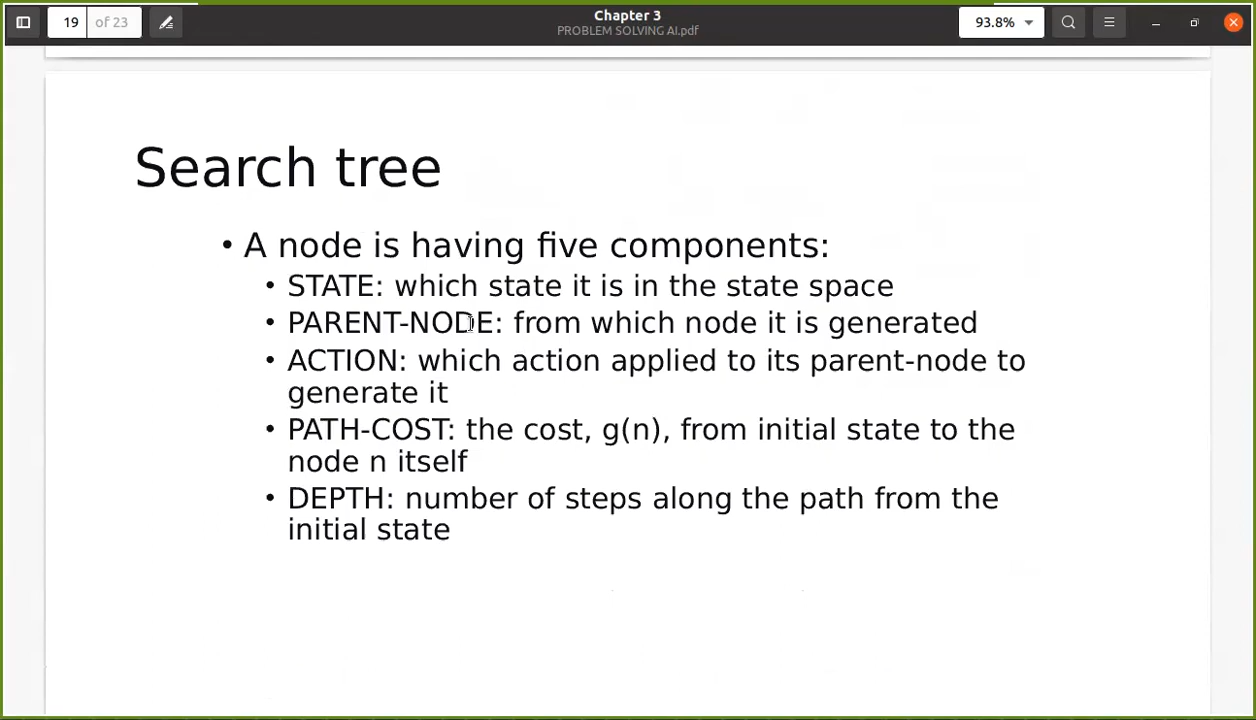 19 of 23
Chapter 3
PROBLEM SOLVING AI.pdf
93.8%
Search tree
• A node is having five components:
• STATE: which state it is in the state space
• PARENT-NODE: from which node it is generated
• ACTION: which action applied to its parent-node to
generate it
• PATH-COST: the cost, g(n), from initial state to the
node n itself
• DEPTH: number of steps along the path from the
initial state